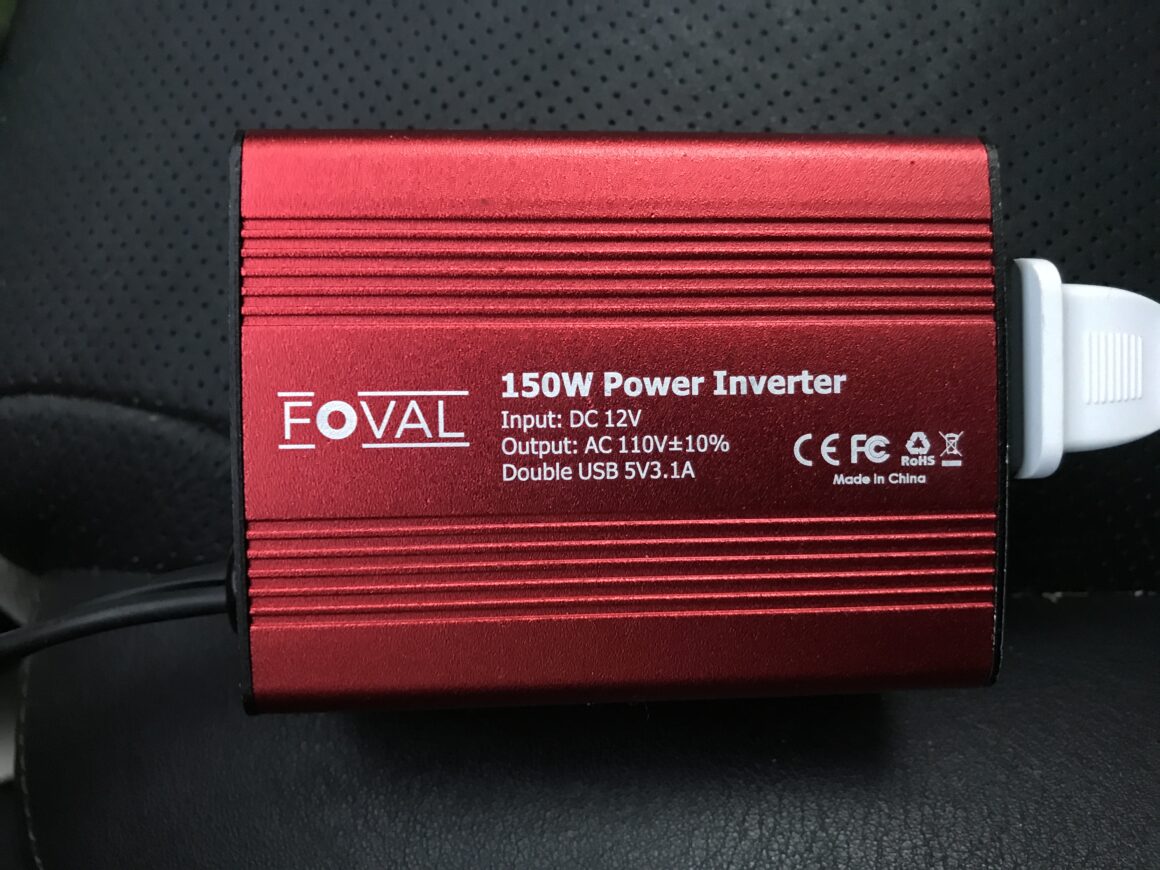 FOVAL
150W Power Inverter
Input: DC 12V
Output: AC 110V±10%
Double USB 5V3.1A
CE FC RoHS
Made in China